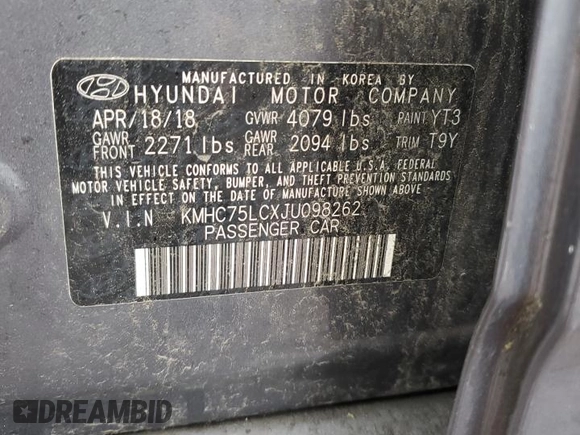 MANUFACTURED IN KOREA BY
HYUNDAI MOTOR COMPANY
APR/18/18 GVWR 4079 lbs PAINT YT3
GAWR FRONT 2271 lbs GAWR REAR 2094 lbs TRIM T9Y
THIS VEHICLE CONFORMS TO ALL APPLICABLE U.S.A. FEDERAL
MOTOR VEHICLE SAFETY, BUMPER, AND THEFT STANDARDS
IN EFFECT ON THE DATE OF MANUFACTURE SHOWN ABOVE.
V.I.N KMHC75LCXJU098262
PASSENGER CAR
DREAMBID